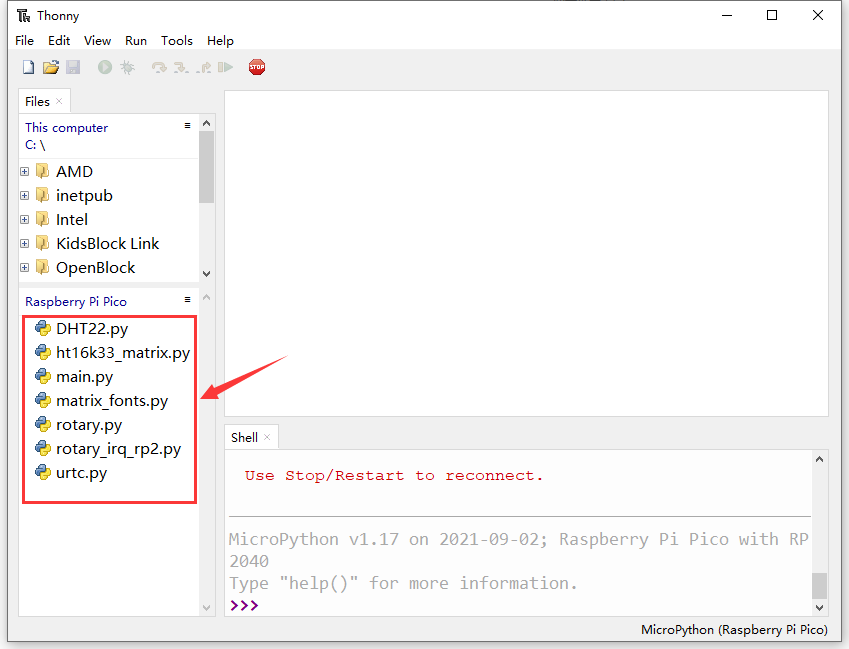 Thonny
File Edit View Run Tools Help
STOP
Files
This computer
C: \
AMD
inetpub
Intel
KidsBlock Link
OpenBlock
Raspberry Pi Pico
DHT22.py
ht16k33_matrix.py
main.py
matrix_fonts.py
rotary.py
rotary_irq_rp2.py
urtc.py
Shell
Use Stop/Restart to reconnect.
MicroPython v1.17 on 2021-09-02; Raspberry Pi Pico with RP
2040
Type "help()" for more information.
>>>
MicroPython (Raspberry Pi Pico)